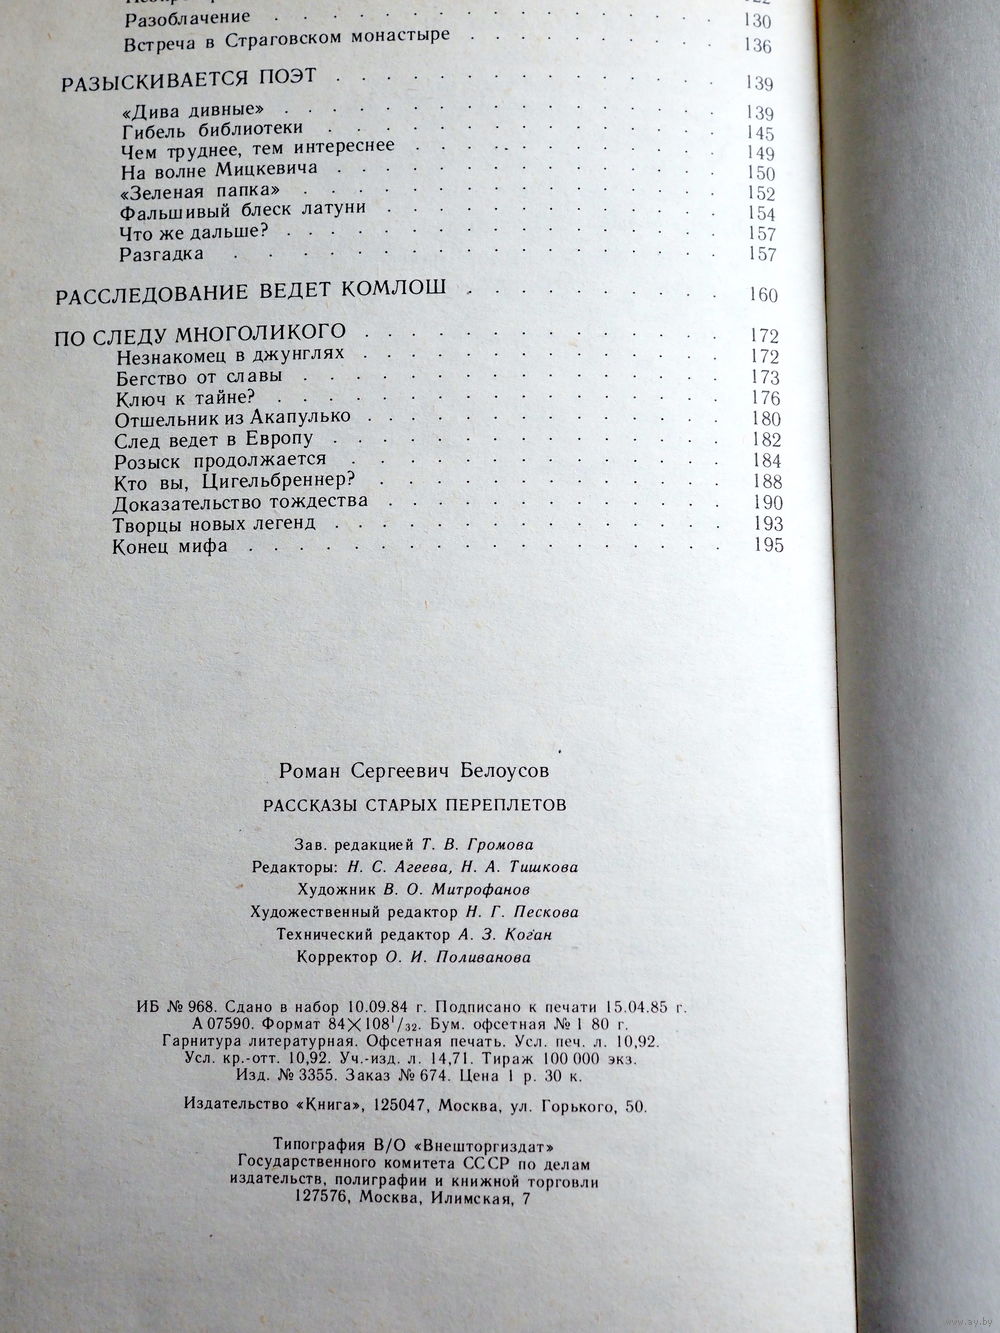 Разоблачение . . . . . . . . . . . . . . . . 130
Встреча в Страговском монастыре . . . . . . . . . 136
РАЗЫСКИВАЕТСЯ ПОЭТ . . . . . . . . . . . . . . 139
«Дива дивные» . . . . . . . . . . . . . . . . 139
Гибель библиотеки . . . . . . . . . . . . . . . 145
Чем труднее, тем интереснее . . . . . . . . . . . 149
На волне Мицкевича . . . . . . . . . . . . . . 150
«Зеленая папка» . . . . . . . . . . . . . . . 152
Фальшивый блеск латуни . . . . . . . . . . . . 154
Что же дальше? . . . . . . . . . . . . . . . . 157
Разгадка . . . . . . . . . . . . . . . . . . 157
РАССЛЕДОВАНИЕ ВЕДЕТ КОМЛОШ . . . . . . . . . . 160
ПО СЛЕДУ МНОГОЛИКОГО . . . . . . . . . . . . . 172
Незнакомец в джунглях . . . . . . . . . . . . . 172
Бегство от славы . . . . . . . . . . . . . . . 173
Ключ к тайне? . . . . . . . . . . . . . . . . 176
Отшельник из Акапулько . . . . . . . . . . . . . 180
След ведет в Европу . . . . . . . . . . . . . . 182
Розыск продолжается . . . . . . . . . . . . . . 184
Кто вы, Цигельбреннер? . . . . . . . . . . . . . 188
Доказательство тождества . . . . . . . . . . . . 190
Творцы новых легенд . . . . . . . . . . . . . . 193
Конец мифа . . . . . . . . . . . . . . . . . 195
Роман Сергеевич Белоусов
РАССКАЗЫ СТАРЫХ ПЕРЕПЛЕТОВ
Зав. редакцией Т. В. Громова
Редакторы: Н. С. Агеева, Н. А. Тишкова
Художник В. О. Митрофанов
Художественный редактор Н. Г. Пескова
Технический редактор А. З. Коган
Корректор О. И. Поливанова
ИБ № 968. Сдано в набор 10.09.84 г. Подписано к печати 15.04.85 г.
А 07590. Формат 84×108¹/₃₂. Бум. офсетная № 1 80 г.
Гарнитура литературная. Офсетная печать. Усл. печ. л. 10,92.
Усл. кр.-отт. 10,92. Уч.-изд. л. 14,71. Тираж 100 000 экз.
Изд. № 3355. Заказ № 674. Цена 1 р. 30 к.
Издательство «Книга», 125047, Москва, ул. Горького, 50.
Типография В/О «Внешторгиздат»
Государственного комитета СССР по делам
издательств, полиграфии и книжной торговли
127576, Москва, Илимская, 7
www.ay.by